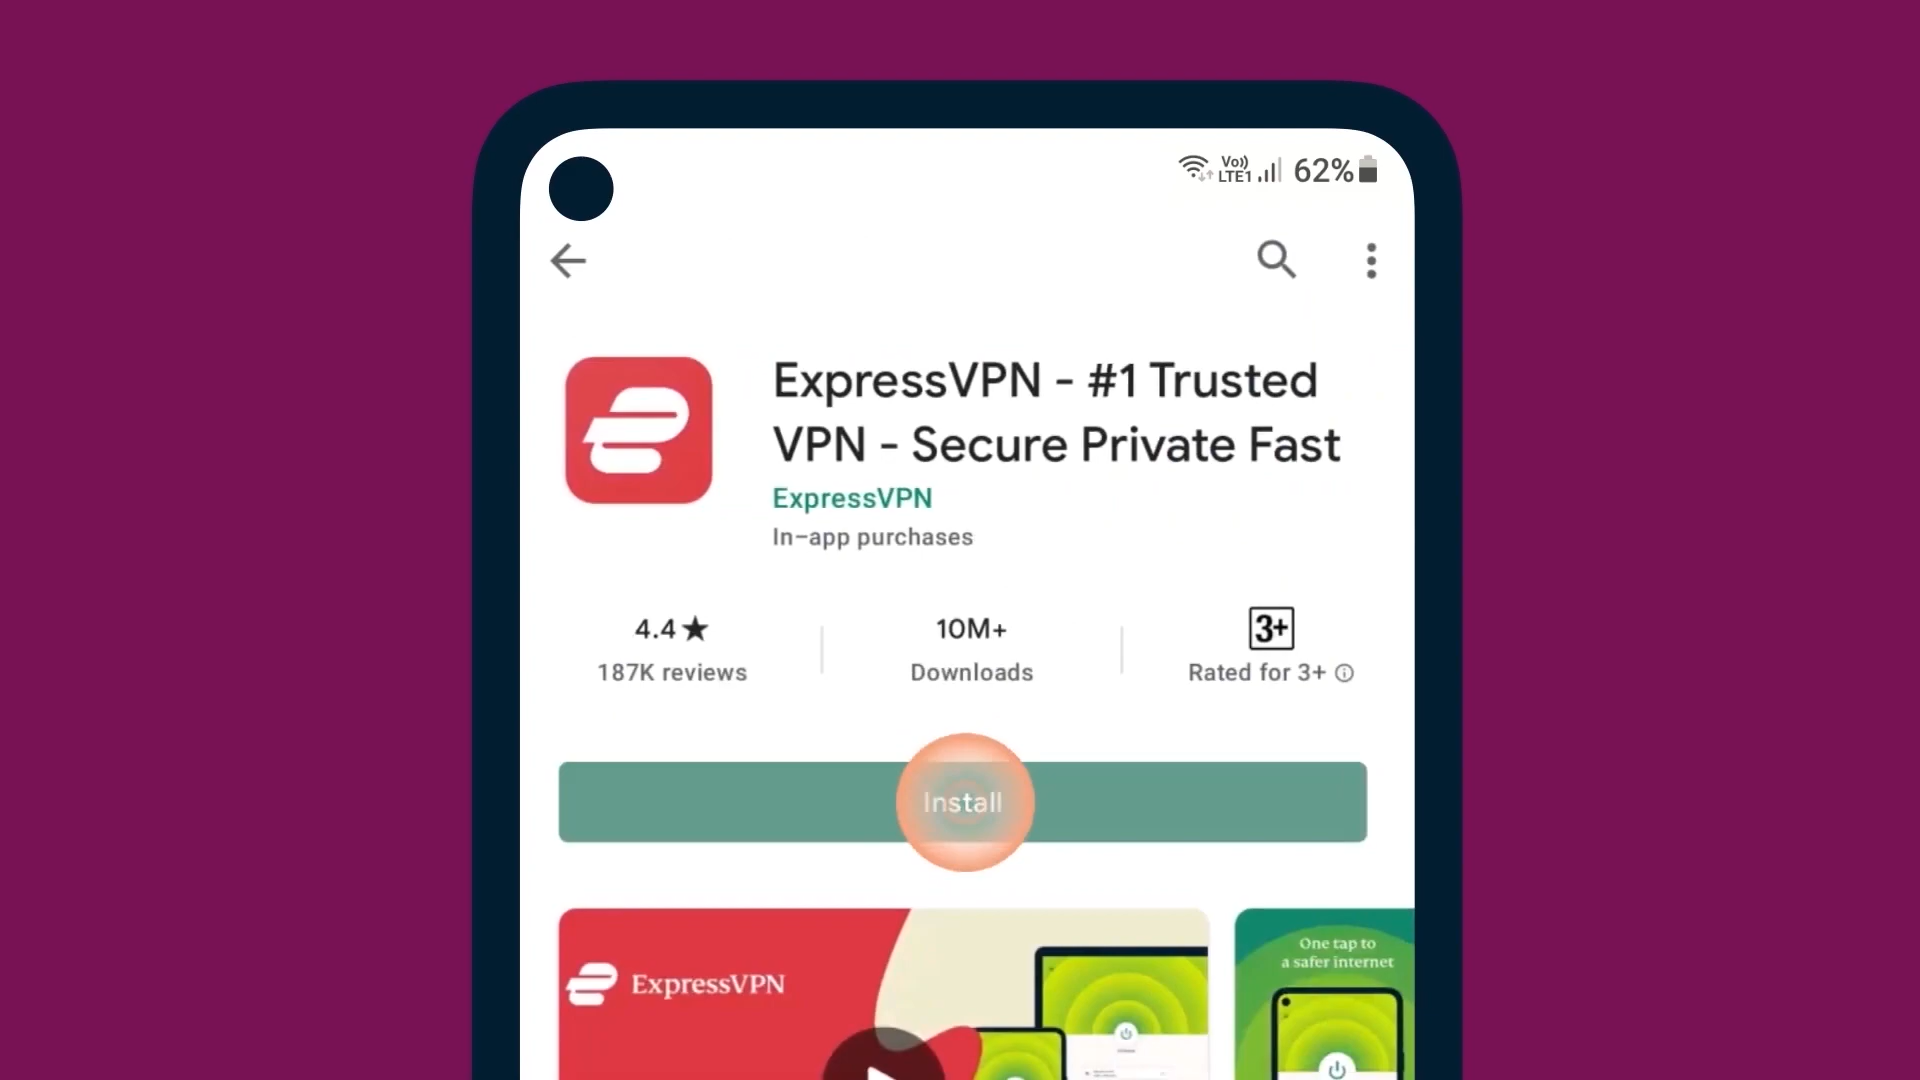 Vo)) LTE1 62%
ExpressVPN - #1 Trusted
VPN - Secure Private Fast
ExpressVPN
In-app purchases
4.4★ 10M+ 3+
187K reviews Downloads Rated for 3+
Install
ExpressVPN
One tap to
a safer internet